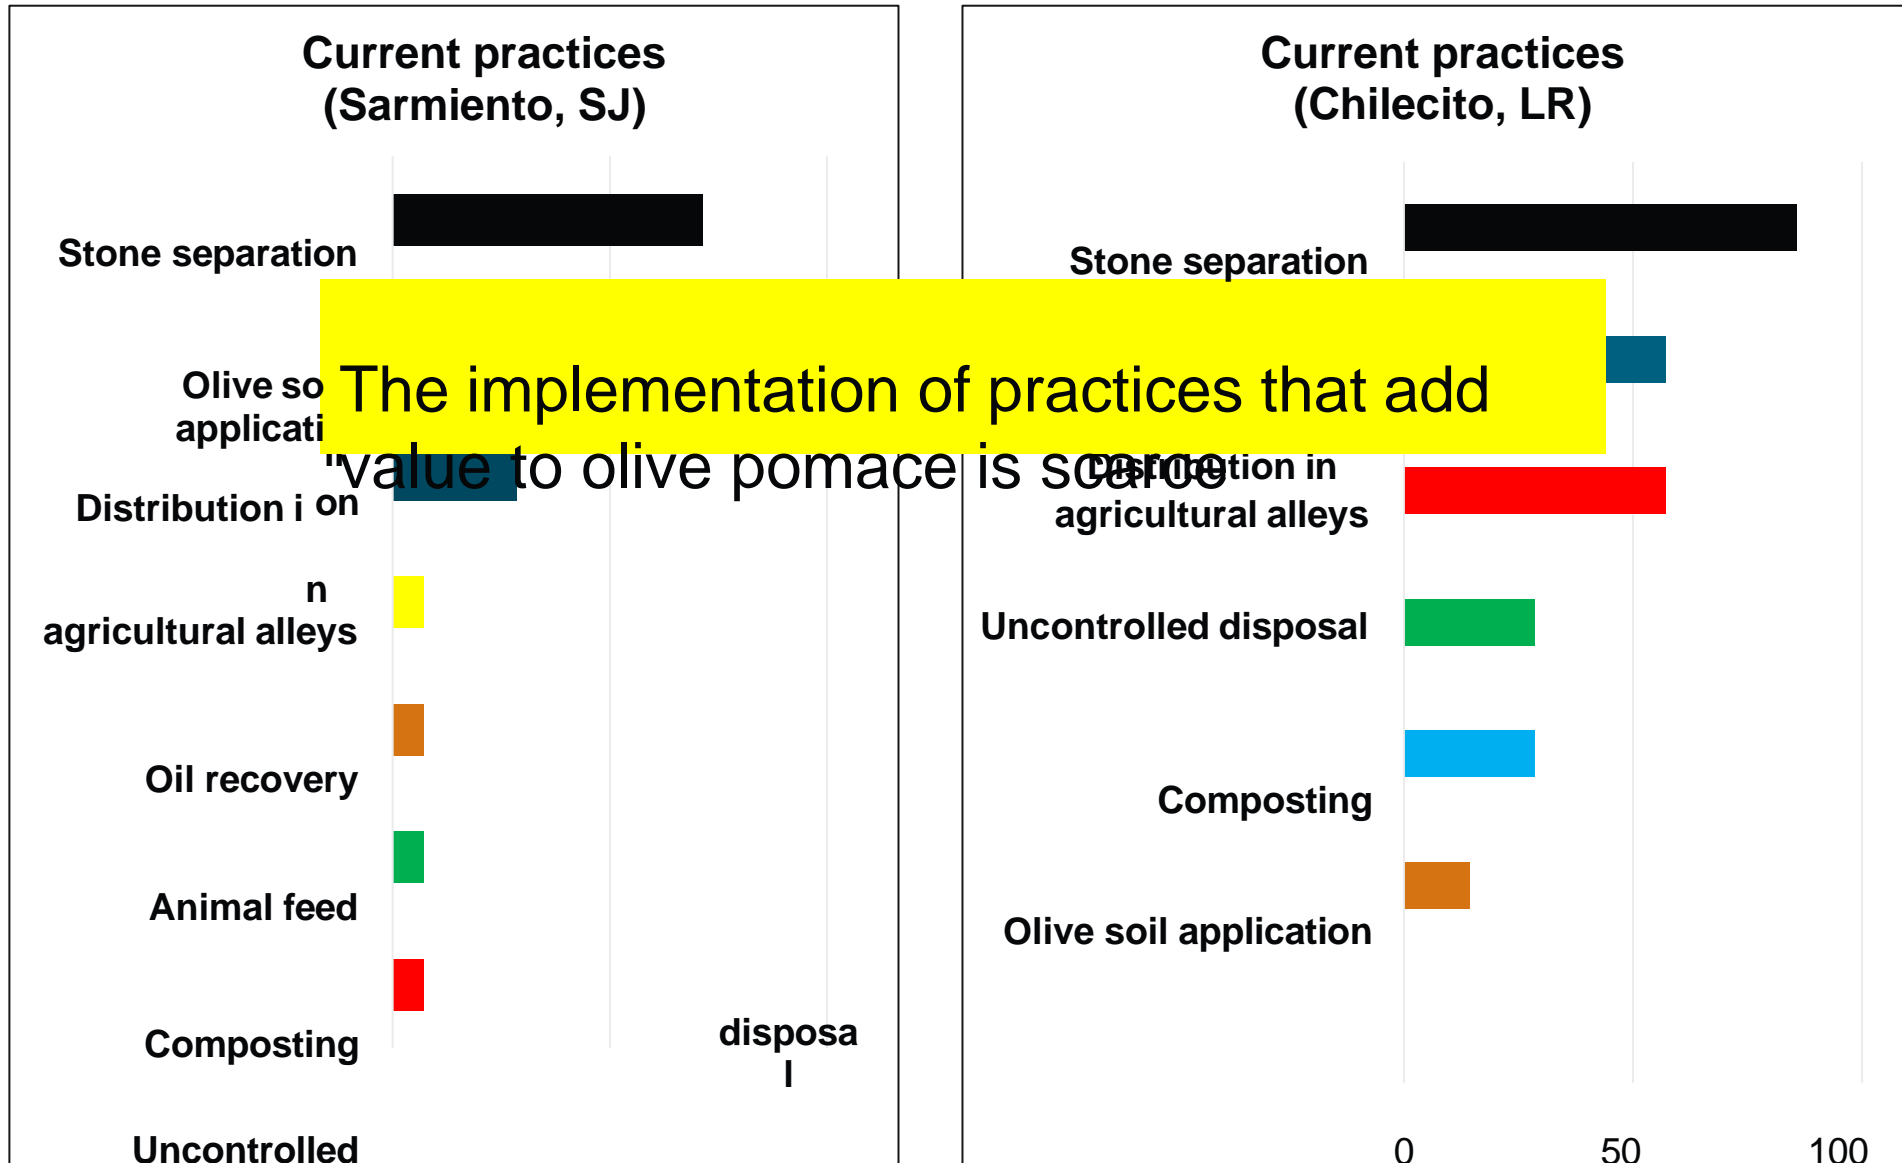 Current practices
(Sarmiento, SJ)
Stone separation
Olive so
applicati
Distribution i on
n
agricultural alleys
Oil recovery
Animal feed
Composting
disposa
l
Uncontrolled
The implementation of practices that add
value to olive pomace is scarce
Current practices
(Chilecito, LR)
Stone separation
Distribution in
agricultural alleys
Uncontrolled disposal
Composting
Olive soil application
0 50 100